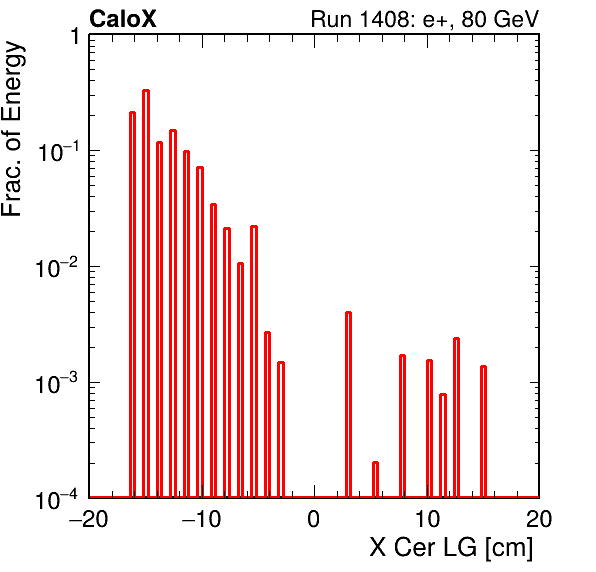 CaloX Run 1408: e+, 80 GeV
Frac. of Energy
1
10⁻¹
10⁻²
10⁻³
10⁻⁴
−20 −10 0 10 20
X Cer LG [cm]